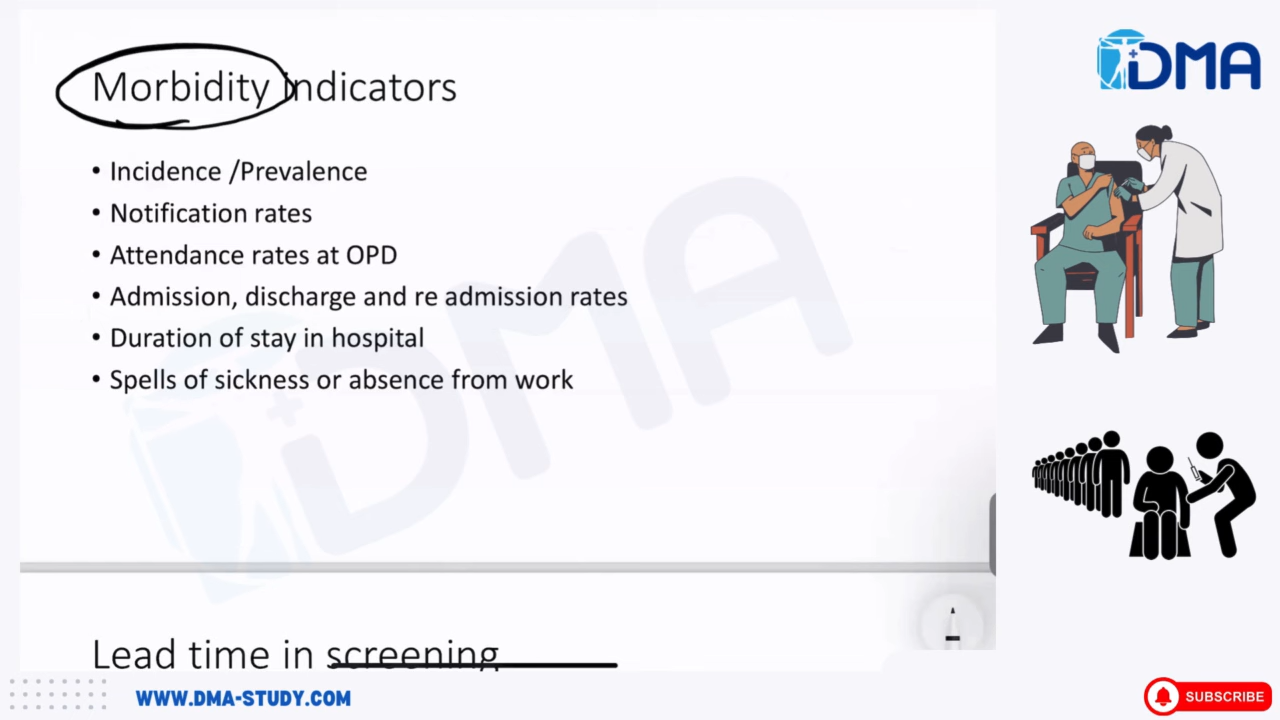 Morbidity indicators
• Incidence /Prevalence
• Notification rates
• Attendance rates at OPD
• Admission, discharge and re admission rates
• Duration of stay in hospital
• Spells of sickness or absence from work
DMA
Lead time in screening
WWW.DMA-STUDY.COM
DMA
SUBSCRIBE